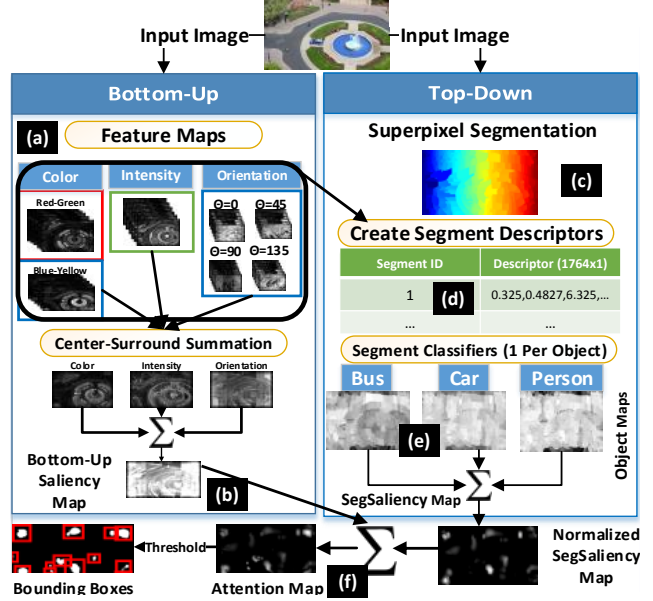 Input Image
Input Image
Bottom-Up
Top-Down
(a)
Feature Maps
Color
Intensity
Orientation
Red-Green
Blue-Yellow
Θ=0
Θ=45
Θ=90
Θ=135
Center-Surround Summation
Color
Intensity
Orientation
Σ
Bottom-Up
Saliency
Map
(b)
Superpixel Segmentation
(c)
Create Segment Descriptors
Segment ID
Descriptor (1764x1)
1
(d)
0.325,0.4827,6.325,...
...
...
Segment Classifiers (1 Per Object)
Bus
Car
Person
Object Maps
(e)
SegSaliency Map
Σ
Normalized
SegSaliency
Map
Σ
(f)
Attention Map
Threshold
Bounding Boxes